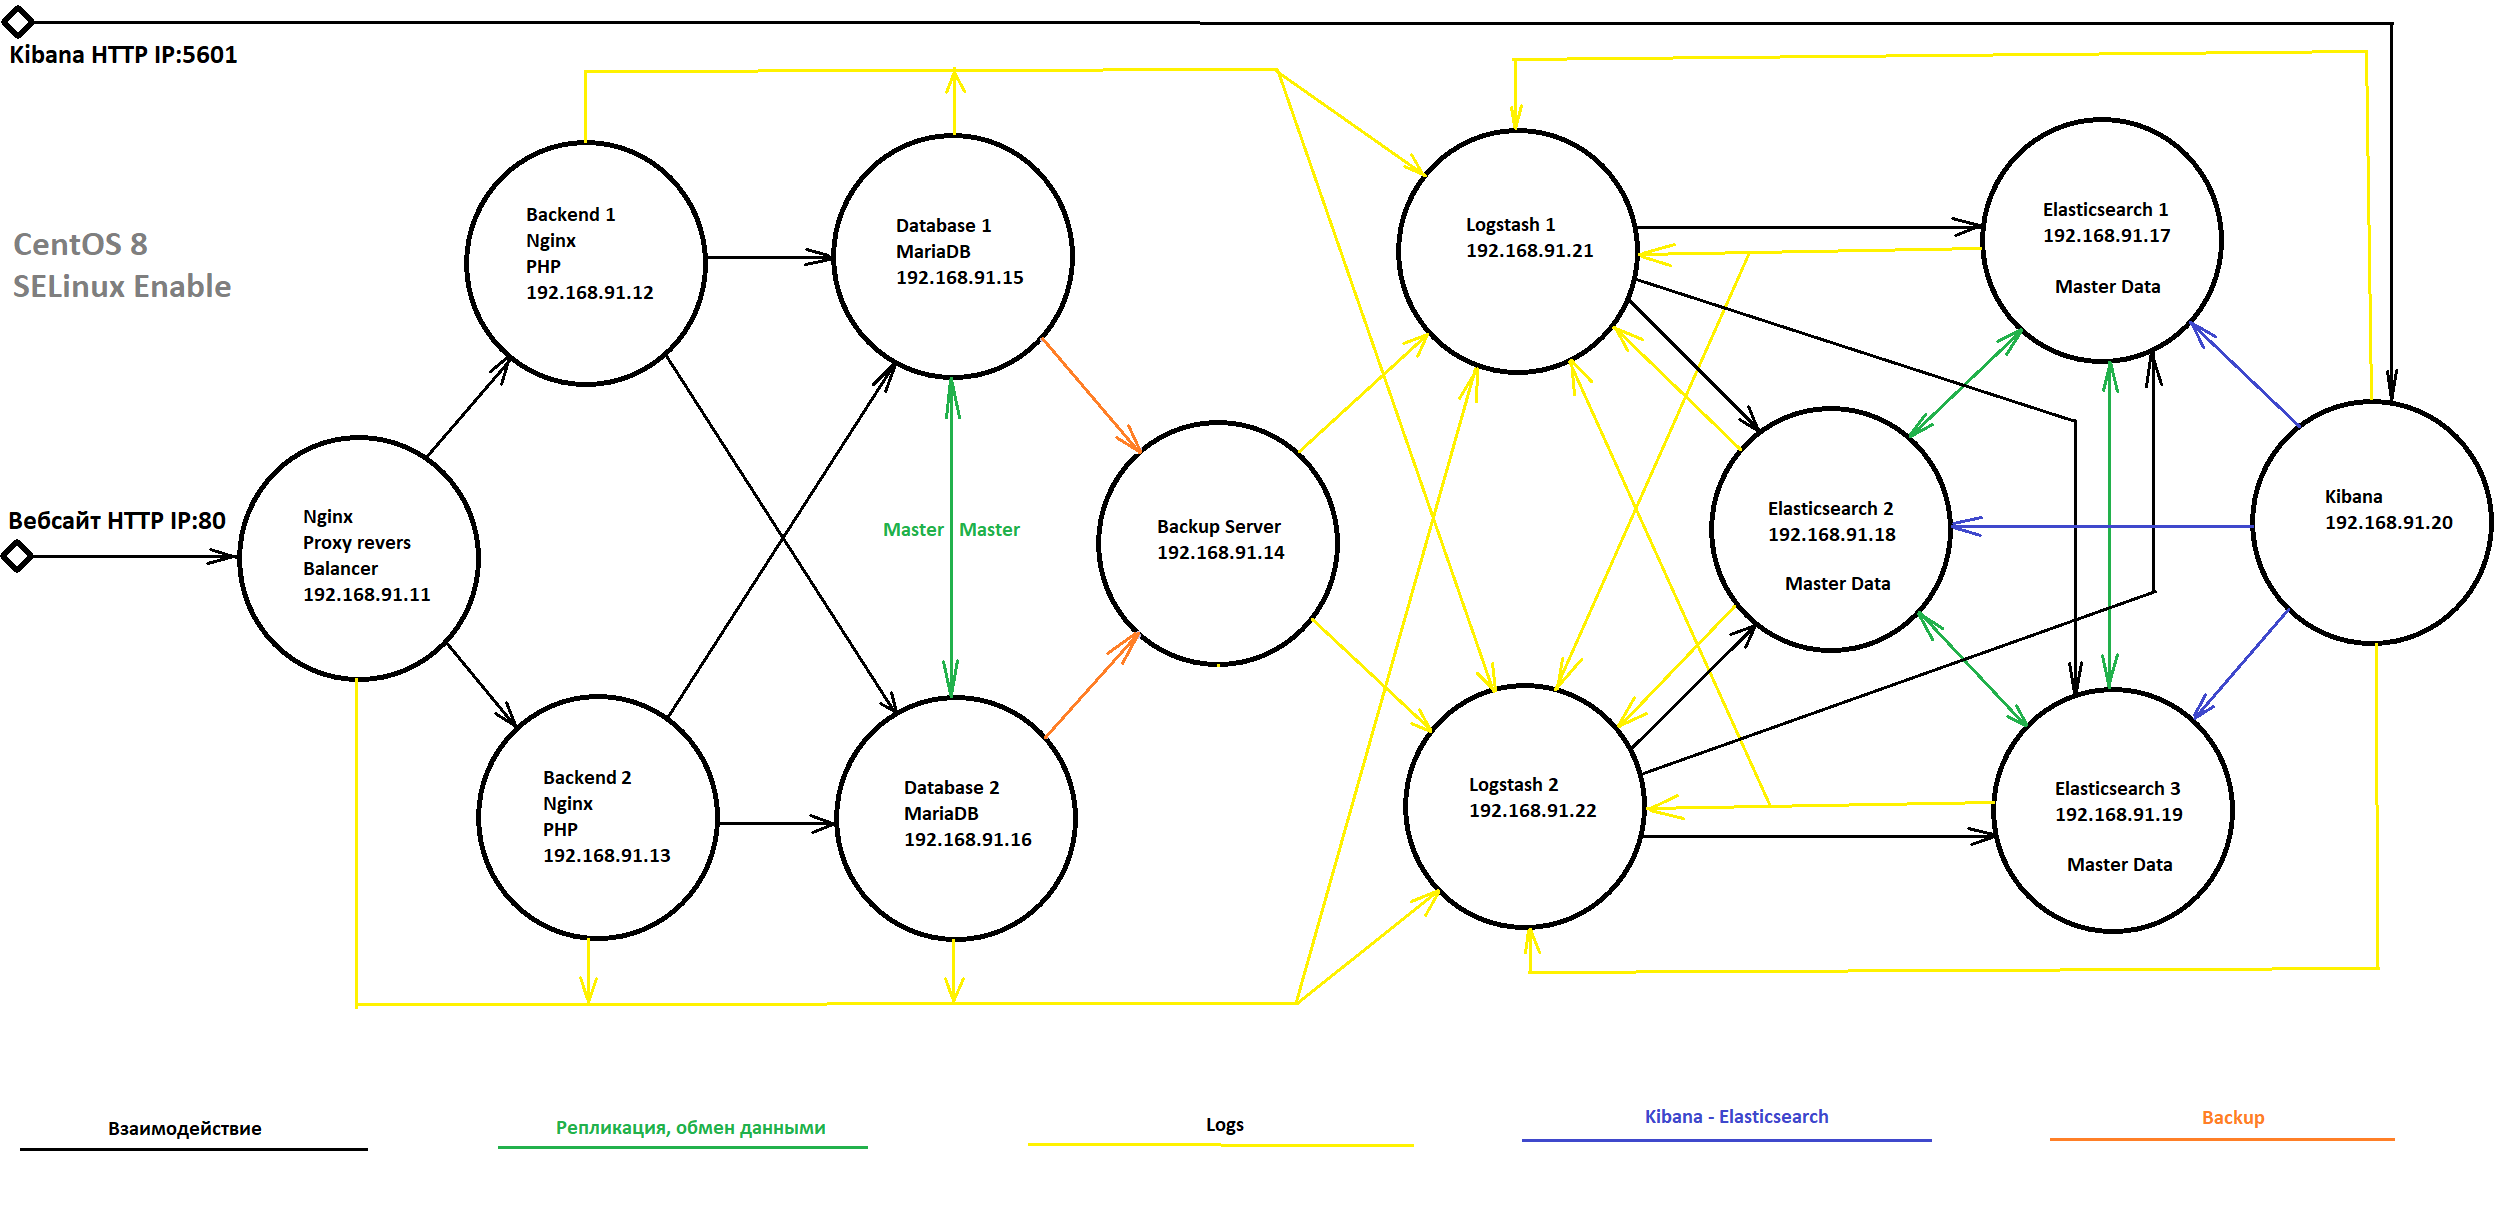 Kibana HTTP IP:5601
CentOS 8
SELinux Enable
Вебсайт HTTP IP:80
Nginx
Proxy revers
Balancer
192.168.91.11
Backend 1
Nginx
PHP
192.168.91.12
Backend 2
Nginx
PHP
192.168.91.13
Database 1
MariaDB
192.168.91.15
Master Master
Database 2
MariaDB
192.168.91.16
Backup Server
192.168.91.14
Logstash 1
192.168.91.21
Logstash 2
192.168.91.22
Elasticsearch 1
192.168.91.17
Master Data
Elasticsearch 2
192.168.91.18
Master Data
Elasticsearch 3
192.168.91.19
Master Data
Kibana
192.168.91.20
Взаимодействие
Репликация, обмен данными
Logs
Kibana - Elasticsearch
Backup